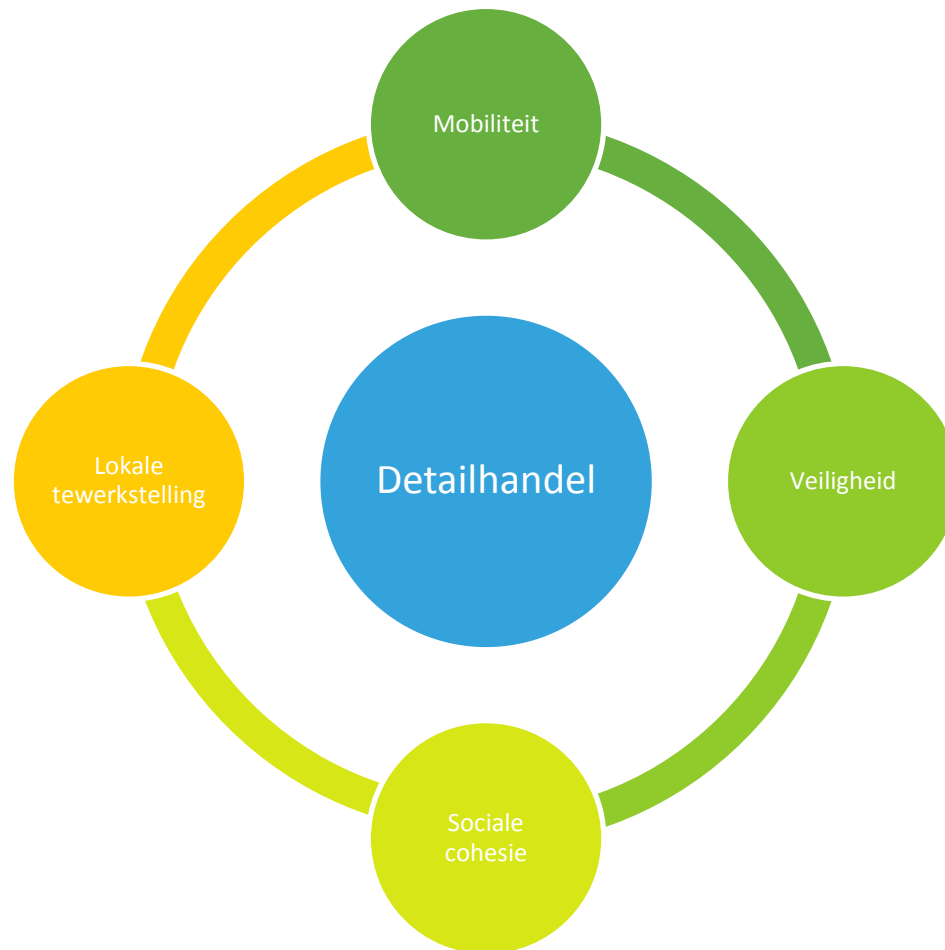 Mobiliteit
Lokale
tewerkstelling
Detailhandel
Veiligheid
Sociale
cohesie